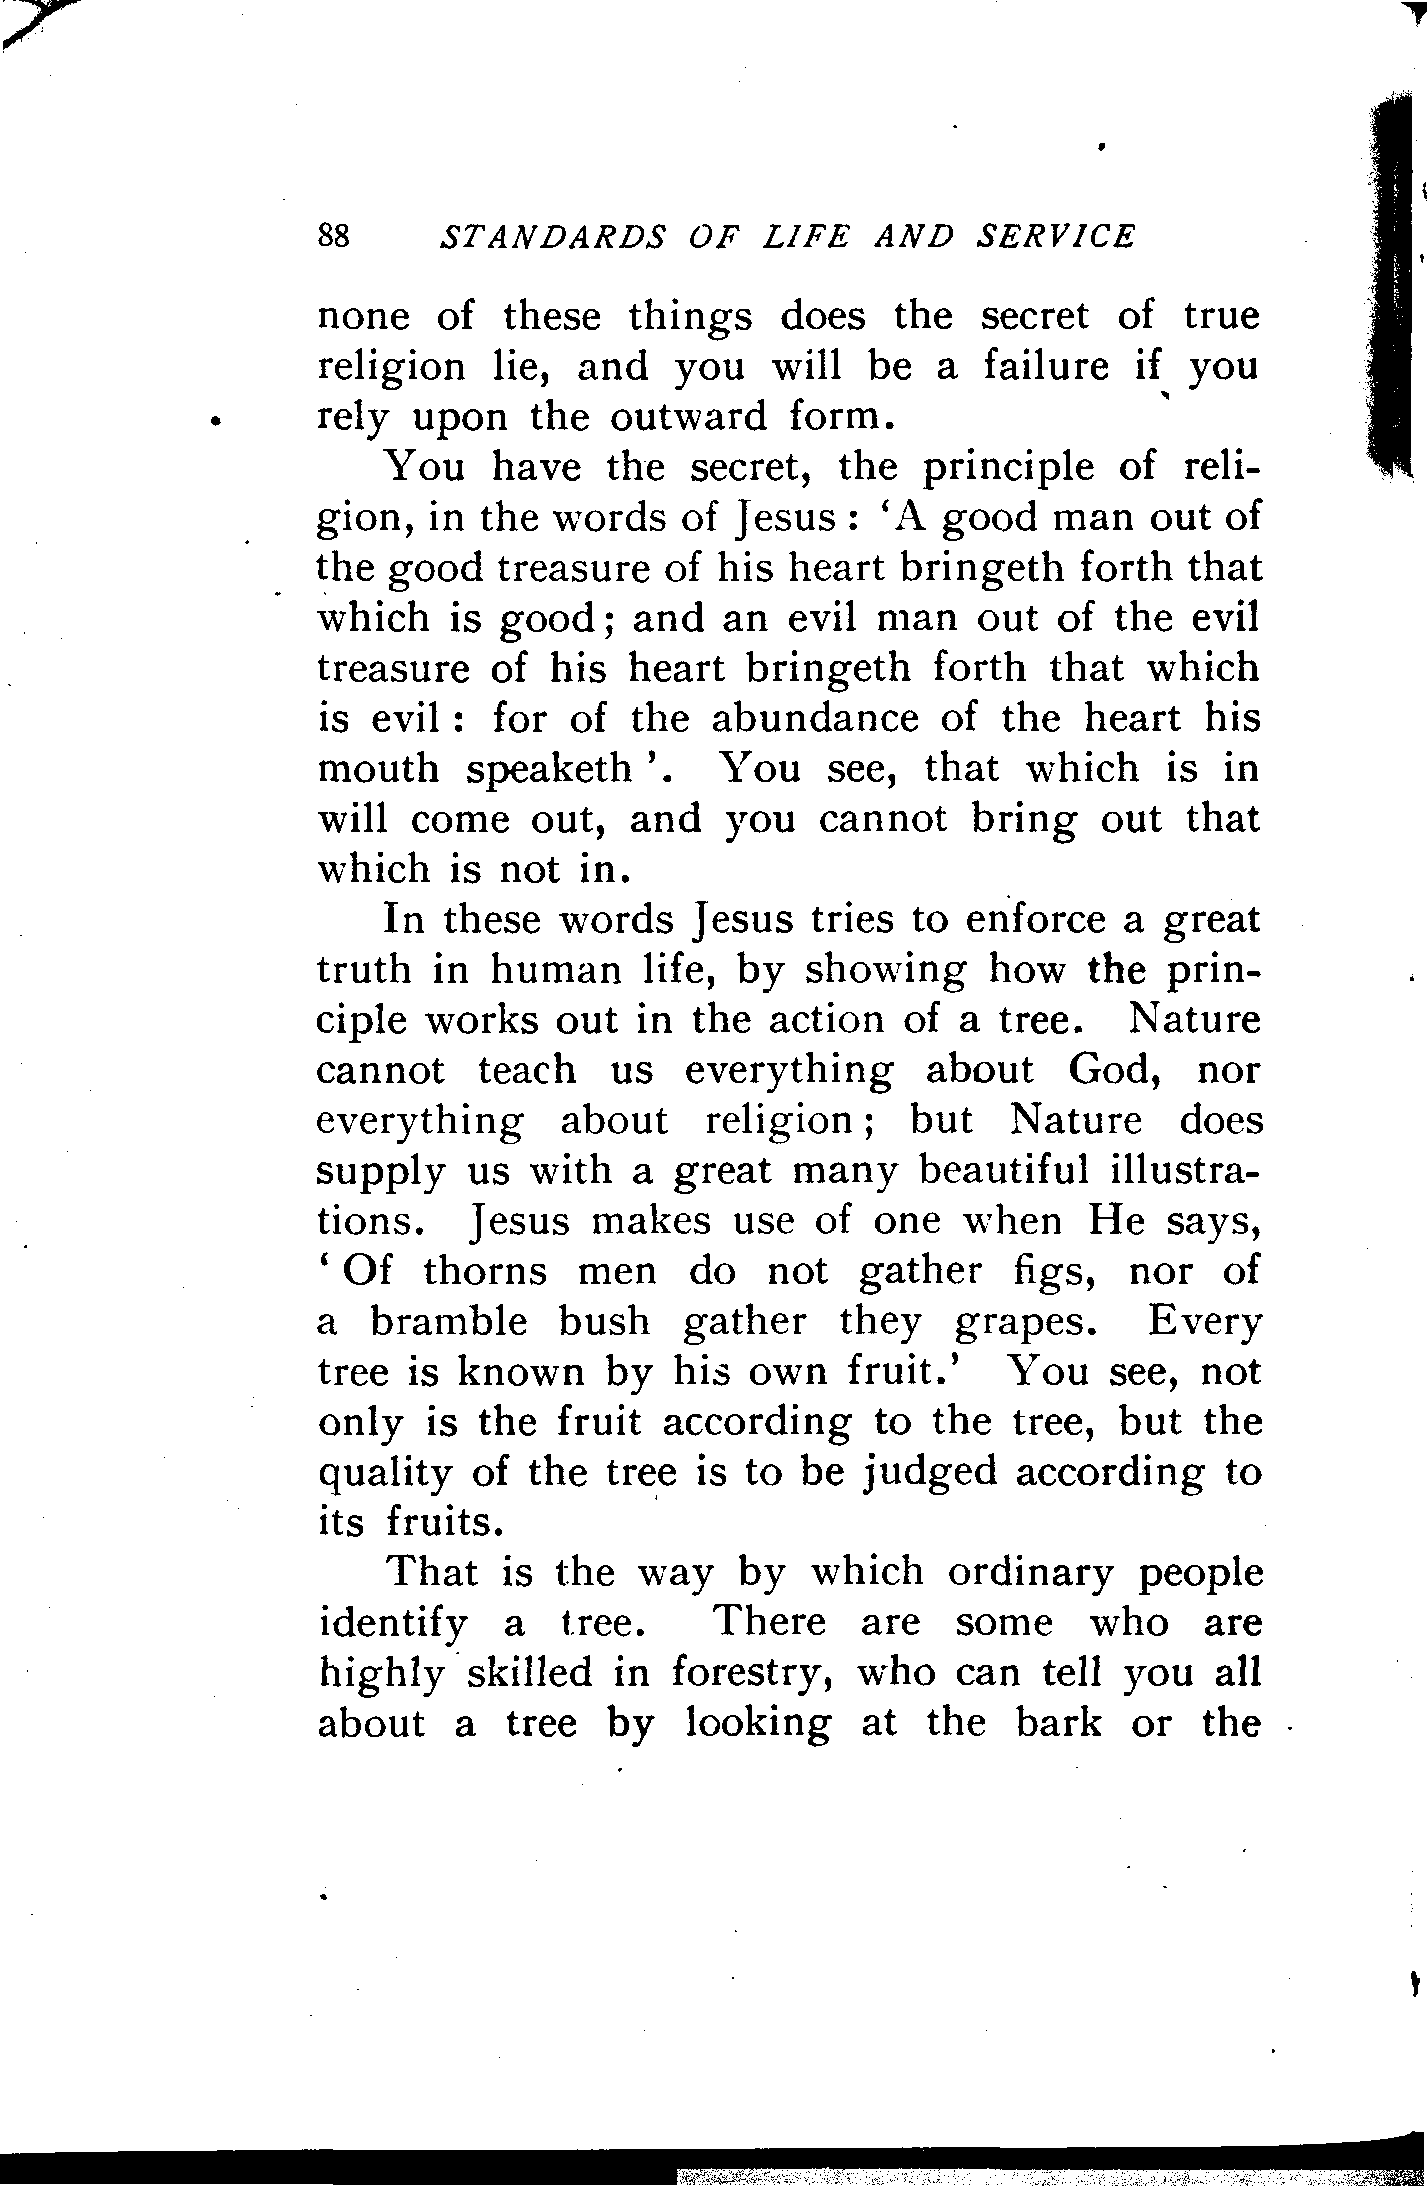 88 STANDARDS OF LIFE AND SERVICE
none of these things does the secret of true
religion lie, and you will be a failure if you
rely upon the outward form.
You have the secret, the principle of reli-
gion, in the words of Jesus : ‘A good man out of
the good treasure of his heart bringeth forth that
which is good; and an evil man out of the evil
treasure of his heart bringeth forth that which
is evil : for of the abundance of the heart his
mouth speaketh ’. You see, that which is in
will come out, and you cannot bring out that
which is not in.
In these words Jesus tries to enforce a great
truth in human life, by showing how the prin-
ciple works out in the action of a tree. Nature
cannot teach us everything about God, nor
everything about religion ; but Nature does
supply us with a great many beautiful illustra-
tions. Jesus makes use of one when He says,
‘ Of thorns men do not gather figs, nor of
a bramble bush gather they grapes. Every
tree is known by his own fruit.’ You see, not
only is the fruit according to the tree, but the
quality of the tree is to be judged according to
its fruits.
That is the way by which ordinary people
identify a tree. There are some who are
highly skilled in forestry, who can tell you all
about a tree by looking at the bark or the